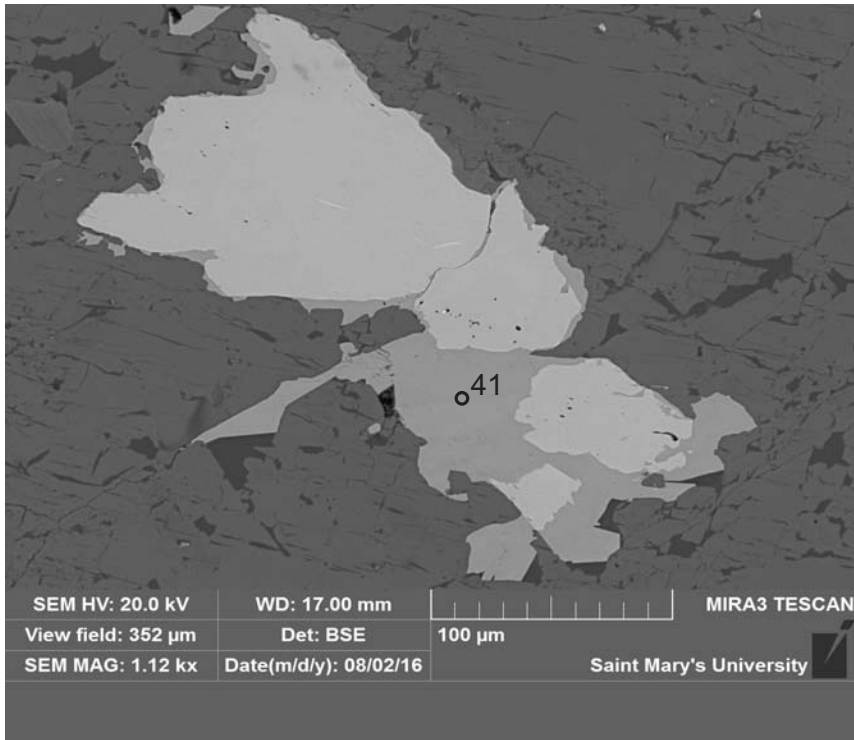 41
SEM HV: 20.0 kV WD: 17.00 mm MIRA3 TESCAN
View field: 352 µm Det: BSE 100 µm
SEM MAG: 1.12 kx Date(m/d/y): 08/02/16 Saint Mary's University